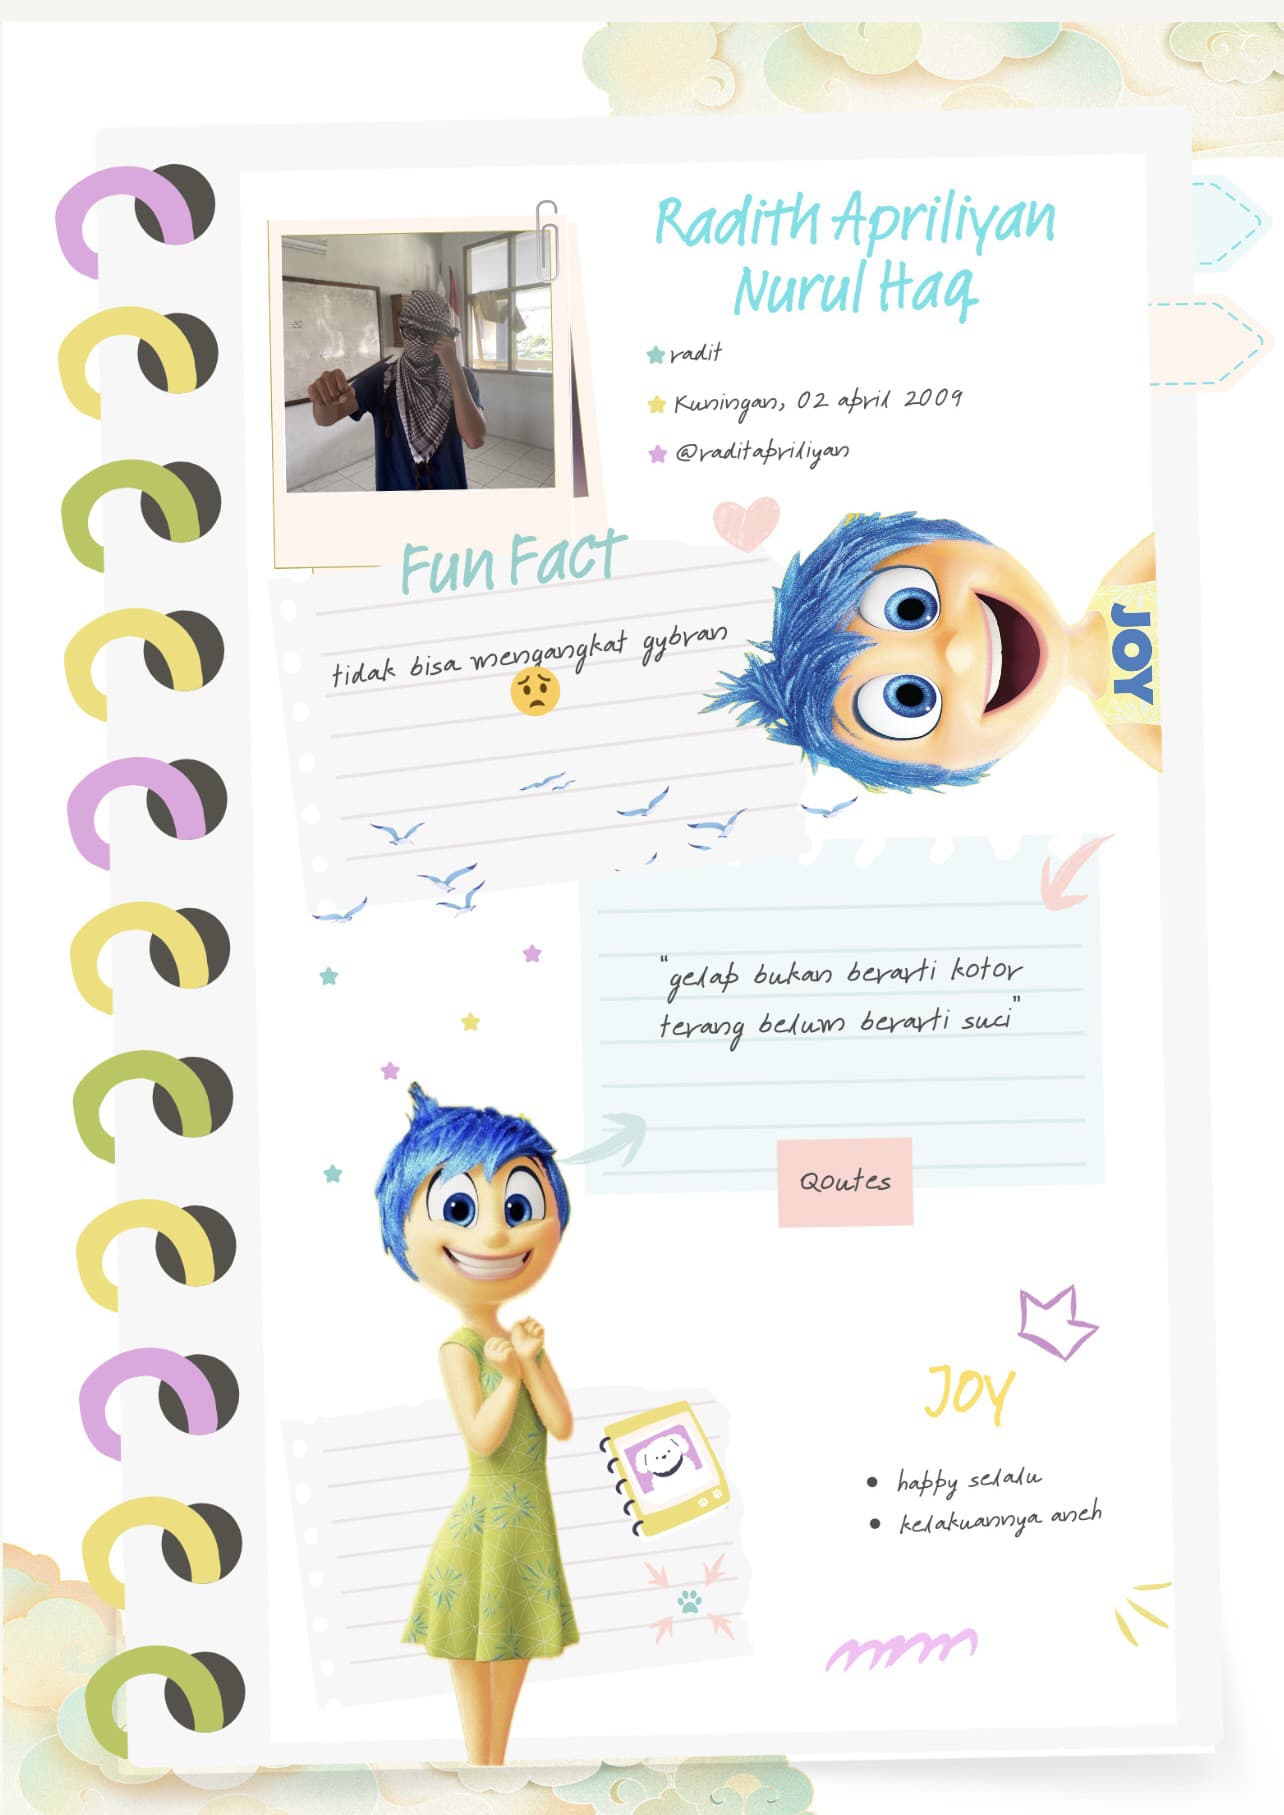 Radith Apriliyan
Nurul Haq
radit
Kuningan, 02 april 2009
@raditapriliyan
Fun Fact
tidak bisa mengangkat gybran
JOY
"gelap bukan berarti kotor
terang belum berarti suci"
Qoutes
JOY
happy selalu
kelakuannya aneh